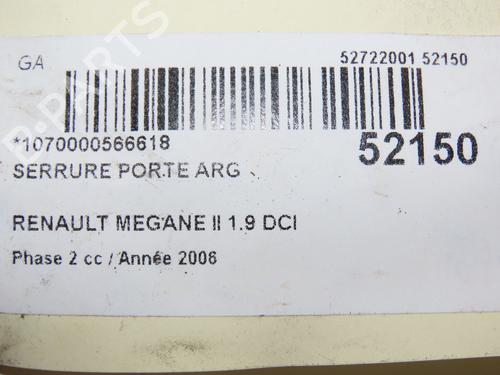 B-PARTS
GA
52722001 52150
*1070000566618
52150
SERRURE PORTE ARG
RENAULT MEGANE II 1.9 DCI
Phase 2 cc / Année 2006